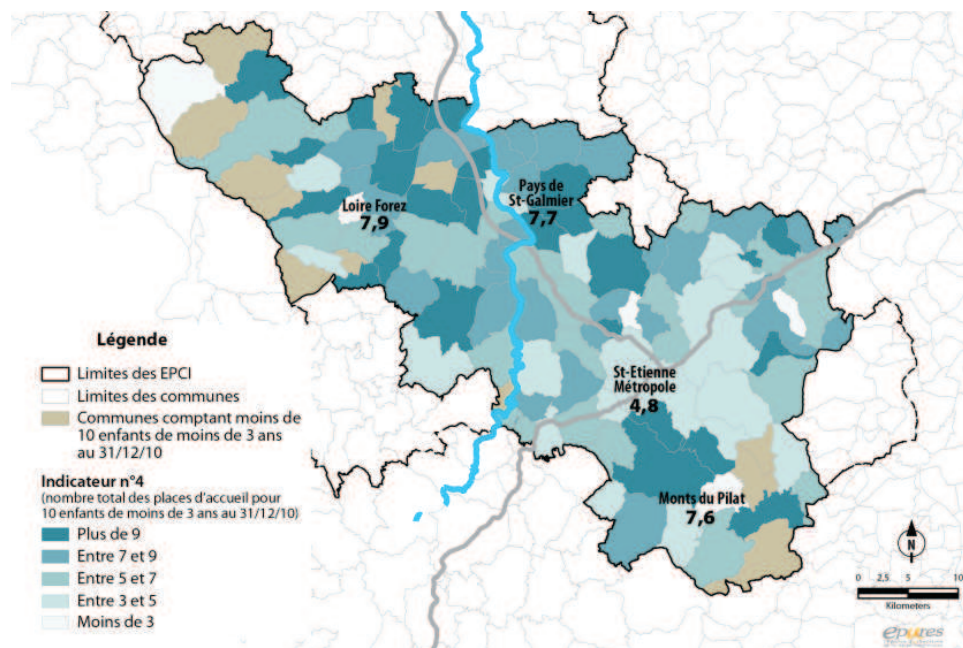 Pays de
St-Galmier
7,7
Loire Forez
7,9
St-Etienne
Métropole
4,8
Monts du Pilat
7,6
Légende
Limites des EPCI
Limites des communes
Communes comptant moins de
10 enfants de moins de 3 ans
au 31/12/10
Indicateur n°4
(nombre total des places d'accueil pour
10 enfants de moins de 3 ans au 31/12/10)
Plus de 9
Entre 7 et 9
Entre 5 et 7
Entre 3 et 5
Moins de 3
N
0 2,5 5 10
Kilometers
epures